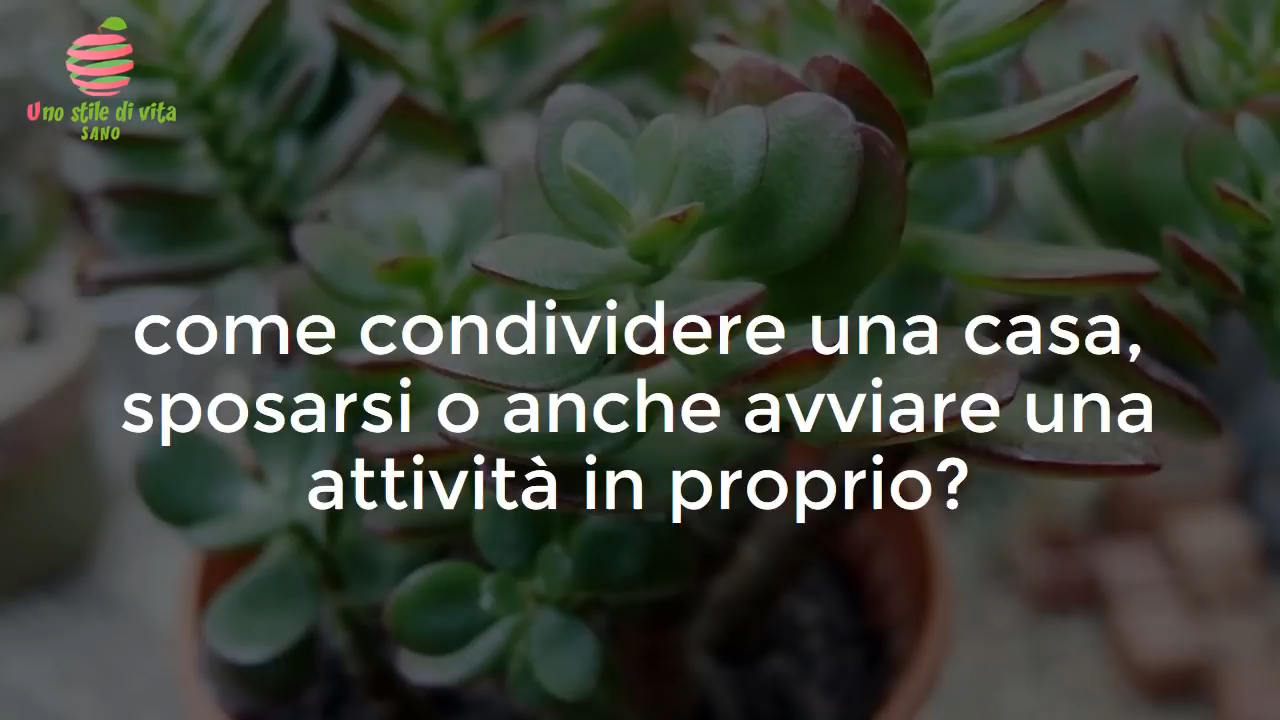 Uno stile di vita
SANO
come condividere una casa,
sposarsi o anche avviare una
attività in proprio?